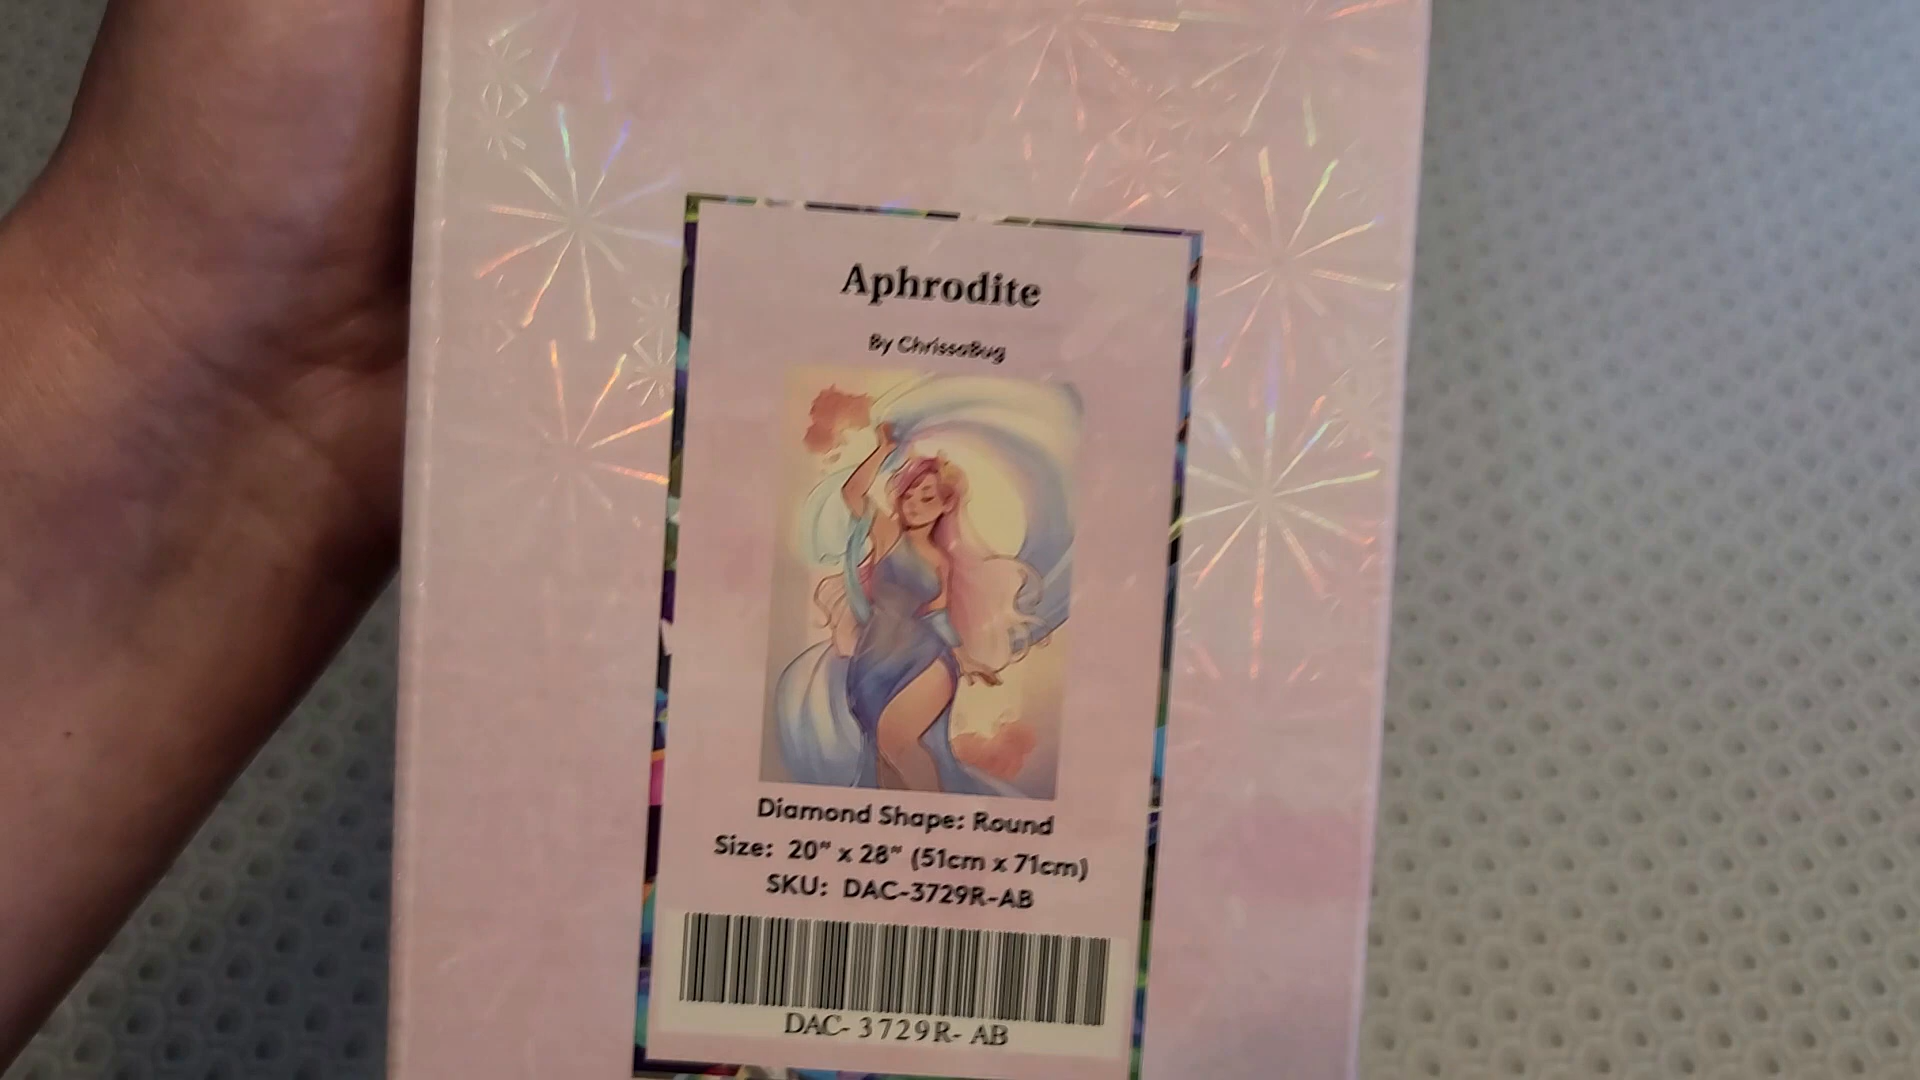 Aphrodite
By ChrissaBug
Diamond Shape: Round
Size: 20" x 28" (51cm x 71cm)
SKU: DAC-3729R-AB
DAC- 3729R- AB